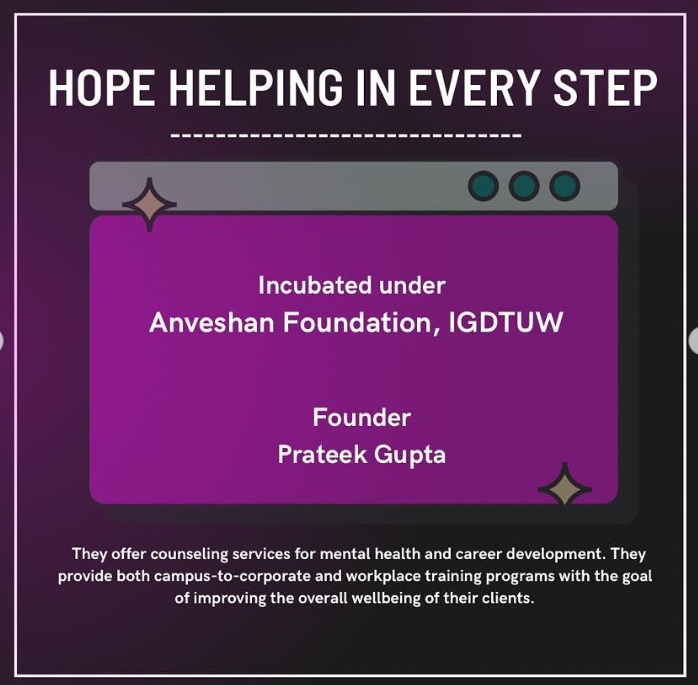 HOPE HELPING IN EVERY STEP
Incubated under
Anveshan Foundation, IGDTUW
Founder
Prateek Gupta
They offer counseling services for mental health and career development. They
provide both campus-to-corporate and workplace training programs with the goal
of improving the overall wellbeing of their clients.